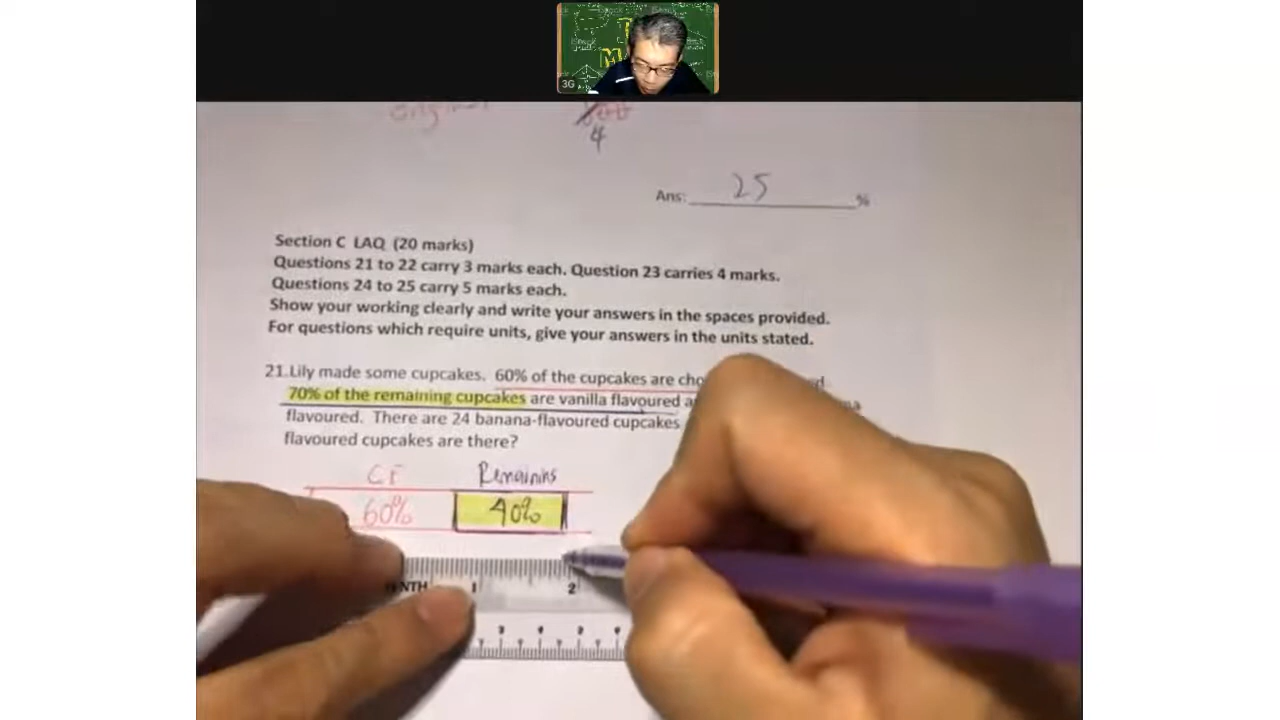 3G
4
Ans: 25 %
Section C LAQ (20 marks)
Questions 21 to 22 carry 3 marks each. Question 23 carries 4 marks.
Questions 24 to 25 carry 5 marks each.
Show your working clearly and write your answers in the spaces provided.
For questions which require units, give your answers in the units stated.
21.Lily made some cupcakes. 60% of the cupcakes are
70% of the remaining cupcakes are vanilla flavoured
flavoured. There are 24 banana-flavoured cupcakes
flavoured cupcakes are there?
CF Remaining
60% 40%
1 2